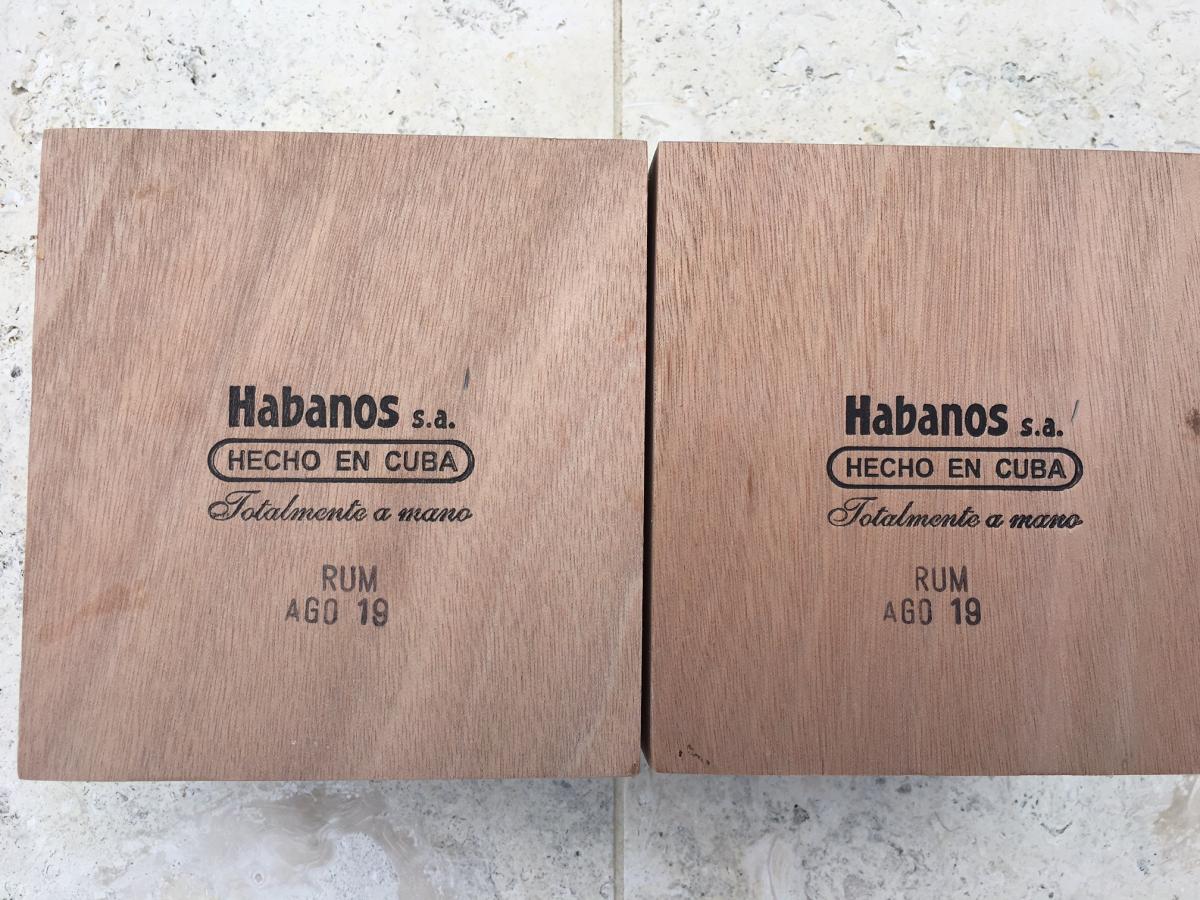 Habanos s.a.
HECHO EN CUBA
Totalmente a mano
RUM
AGO 19
Habanos s.a.
HECHO EN CUBA
Totalmente a mano
RUM
AGO 19